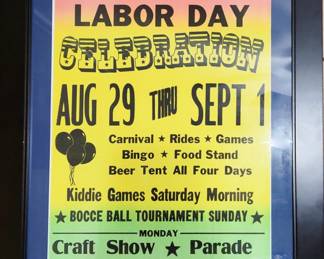 LABOR DAY
CELEBRATION
AUG 29 THRU SEPT 1
Carnival ★ Rides ★ Games
Bingo ★ Food Stand
Beer Tent All Four Days
Kiddie Games Saturday Morning
★ BOCCE BALL TOURNAMENT SUNDAY ★
MONDAY
Craft Show ★ Parade